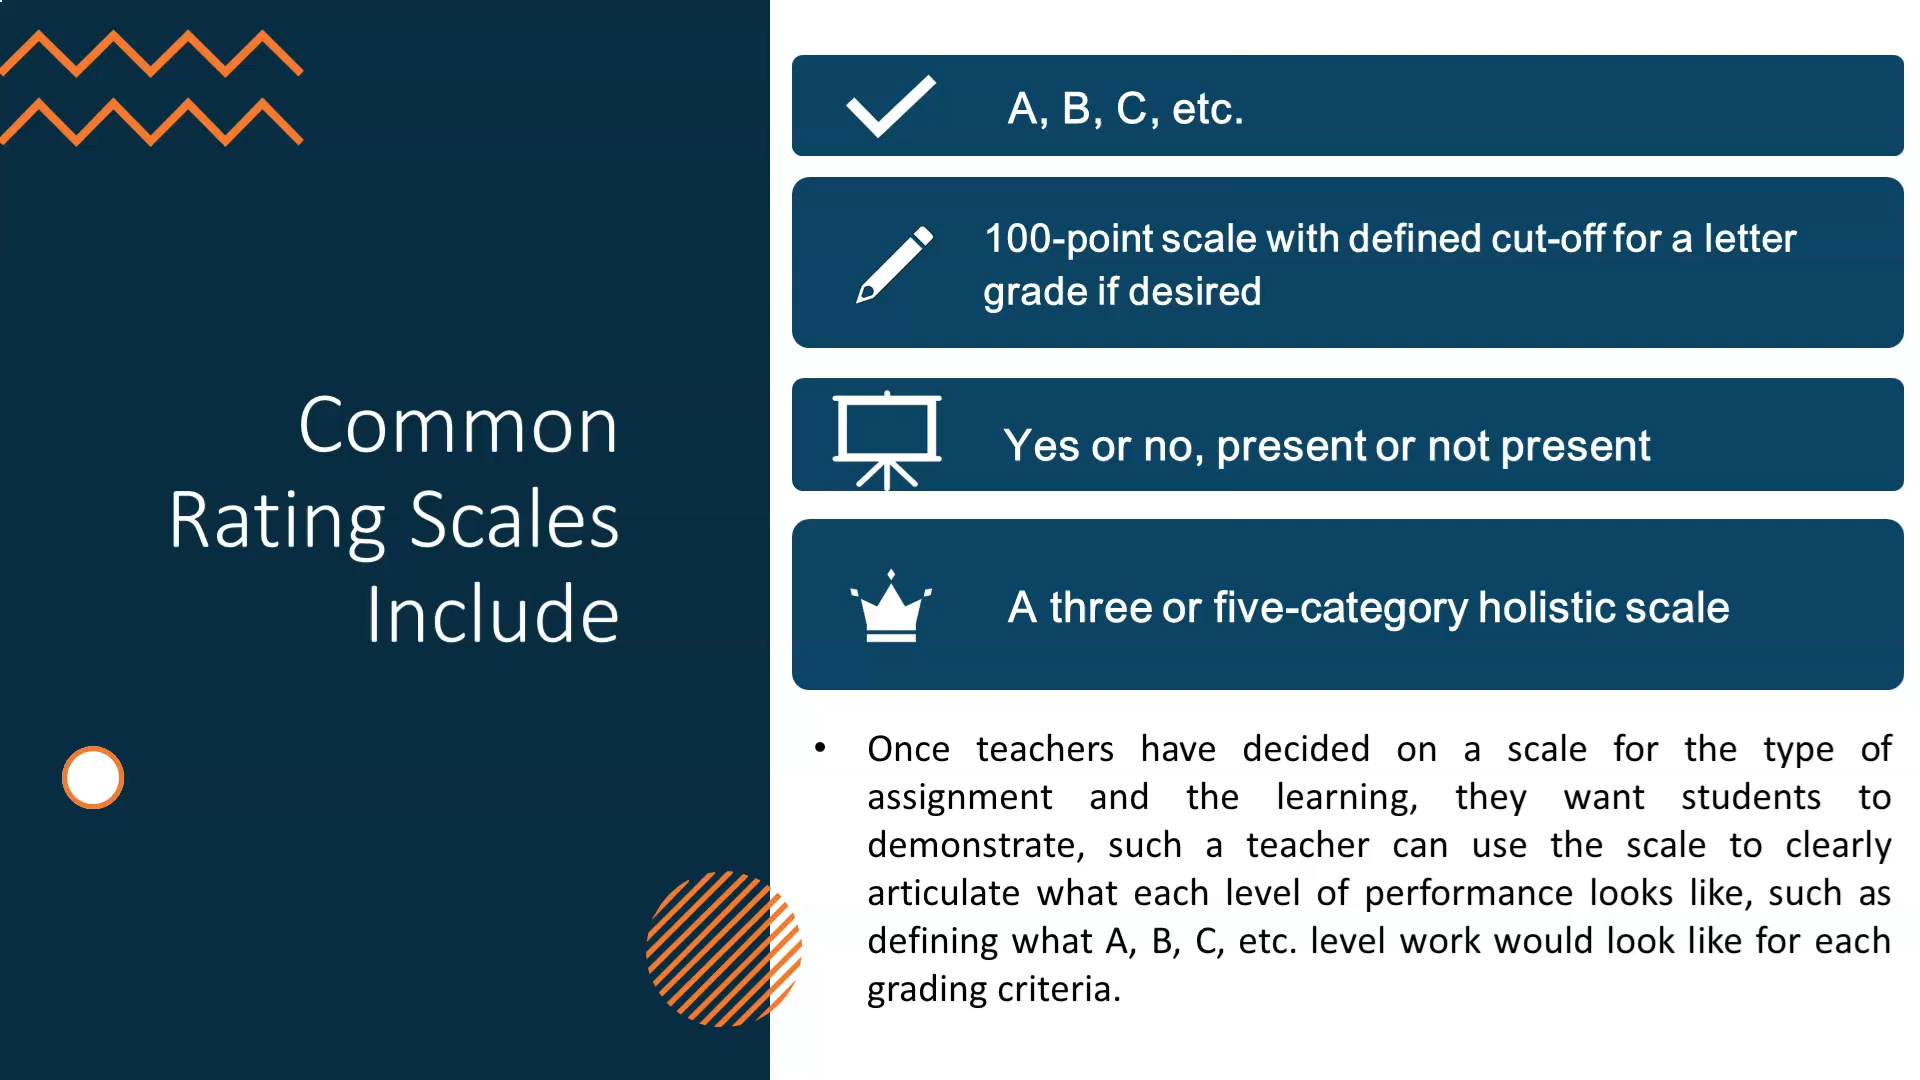 Common
Rating Scales
Include
A, B, C, etc.
100-point scale with defined cut-off for a letter
grade if desired
Yes or no, present or not present
A three or five-category holistic scale
• Once teachers have decided on a scale for the type of
assignment and the learning, they want students to
demonstrate, such a teacher can use the scale to clearly
articulate what each level of performance looks like, such as
defining what A, B, C, etc. level work would look like for each
grading criteria.